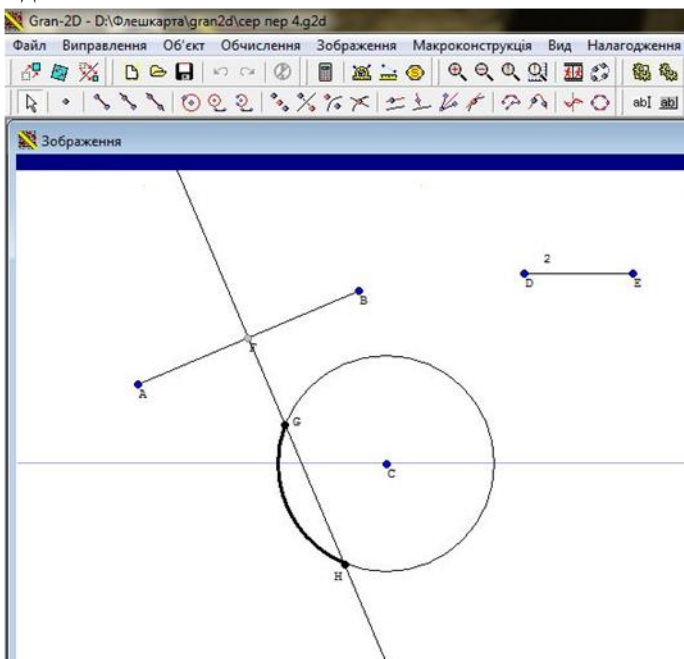 Gran-2D - D:\Флешкарта\gran2d\сер пер 4.g2d
Файл Виправлення Об'єкт Обчислення Зображення Макроконструкція Вид Налагодження
abI ab
Зображення
2
D E
B
F
A
G
C
H